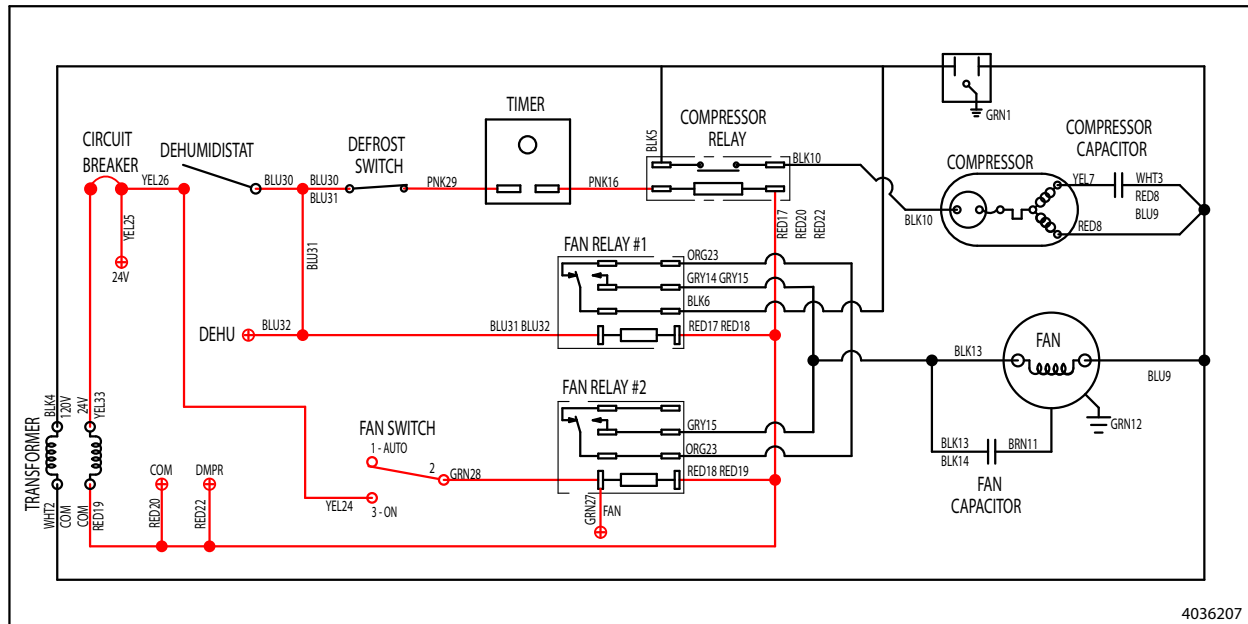 TIMER
COMPRESSOR
RELAY
CIRCUIT
BREAKER
DEHUMIDISTAT
DEFROST
SWITCH
COMPRESSOR
CAPACITOR
COMPRESSOR
GRN1
BLK5
BLK10
YEL26
BLU30
BLU30
BLU31
PNK29
PNK16
YEL7
WHT3
RED8
BLU9
BLK10
RED8
YEL25
24V
BLU31
RED17
RED20
RED22
FAN RELAY #1
ORG23
GRY14 GRY15
BLK6
DEHU
BLU32
BLU31 BLU32
RED17 RED18
FAN
BLK13
BLU9
FAN RELAY #2
GRY15
ORG23
RED18 RED19
GRN12
BLK4
120V
24V
YEL33
TRANSFORMER
WHT2
COM
COM
RED19
COM
DMPR
RED20
RED22
FAN SWITCH
1 - AUTO
2
GRN28
YEL24
3 - ON
GRN27
FAN
BLK13
BLK14
BRN11
FAN
CAPACITOR
4036207